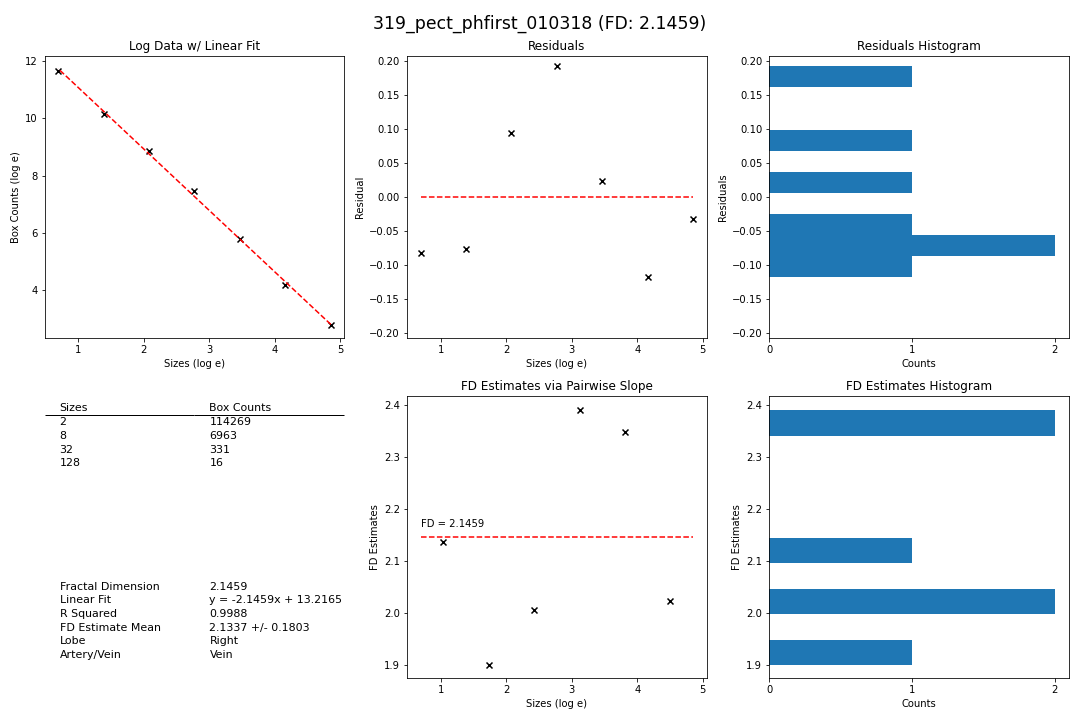 319_pect_phfirst_010318 (FD: 2.1459)
Log Data w/ Linear Fit
12
10
8
6
4
Box Counts (log e)
1 2 3 4 5
Sizes (log e)
Residuals
0.20
0.15
0.10
0.05
0.00
−0.05
−0.10
−0.15
−0.20
Residual
1 2 3 4 5
Sizes (log e)
Residuals Histogram
0.20
0.15
0.10
0.05
0.00
−0.05
−0.10
−0.15
−0.20
Residuals
0 1 2
Counts
Sizes Box Counts
2 114269
8 6963
32 331
128 16
Fractal Dimension 2.1459
Linear Fit y = -2.1459x + 13.2165
R Squared 0.9988
FD Estimate Mean 2.1337 +/- 0.1803
Lobe Right
Artery/Vein Vein
FD Estimates via Pairwise Slope
2.4
2.3
2.2
2.1
2.0
1.9
FD Estimates
FD = 2.1459
1 2 3 4 5
Sizes (log e)
FD Estimates Histogram
2.4
2.3
2.2
2.1
2.0
1.9
FD Estimates
0 1 2
Counts